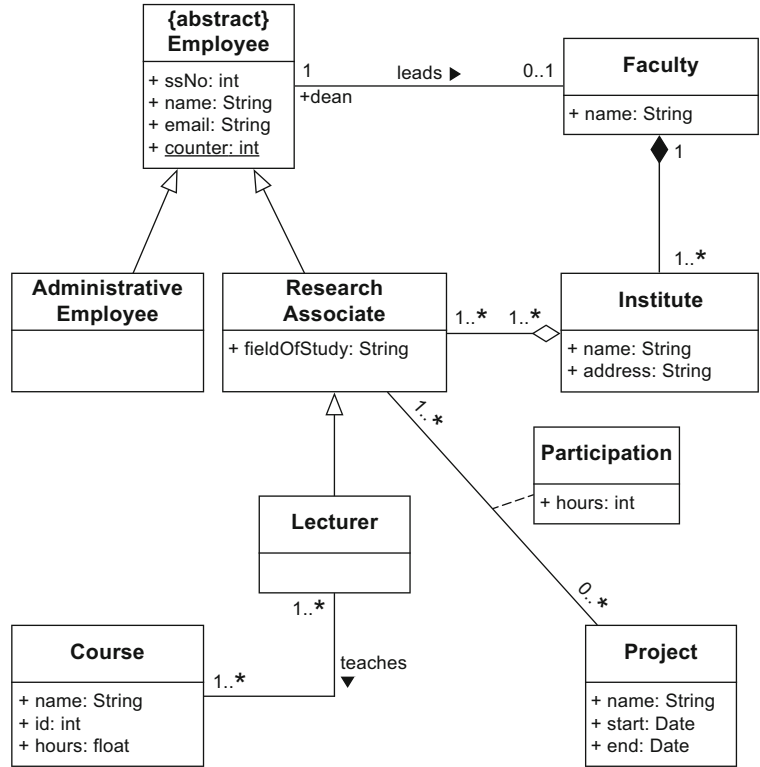 {abstract}
Employee
+ ssNo: int
+ name: String
+ email: String
+ counter: int
1
leads ▶
0..1
+dean
Faculty
+ name: String
1
1..*
Administrative
Employee
Research
Associate
+ fieldOfStudy: String
1..*
1..*
Institute
+ name: String
+ address: String
1..*
Participation
+ hours: int
0..*
Lecturer
1..*
teaches
▼
1..*
Course
+ name: String
+ id: int
+ hours: float
Project
+ name: String
+ start: Date
+ end: Date